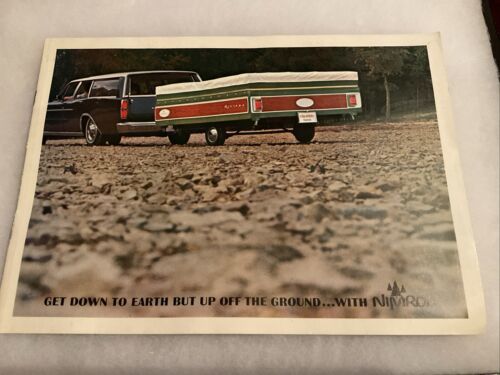 GET DOWN TO EARTH BUT UP OFF THE GROUND...WITH NIMROD